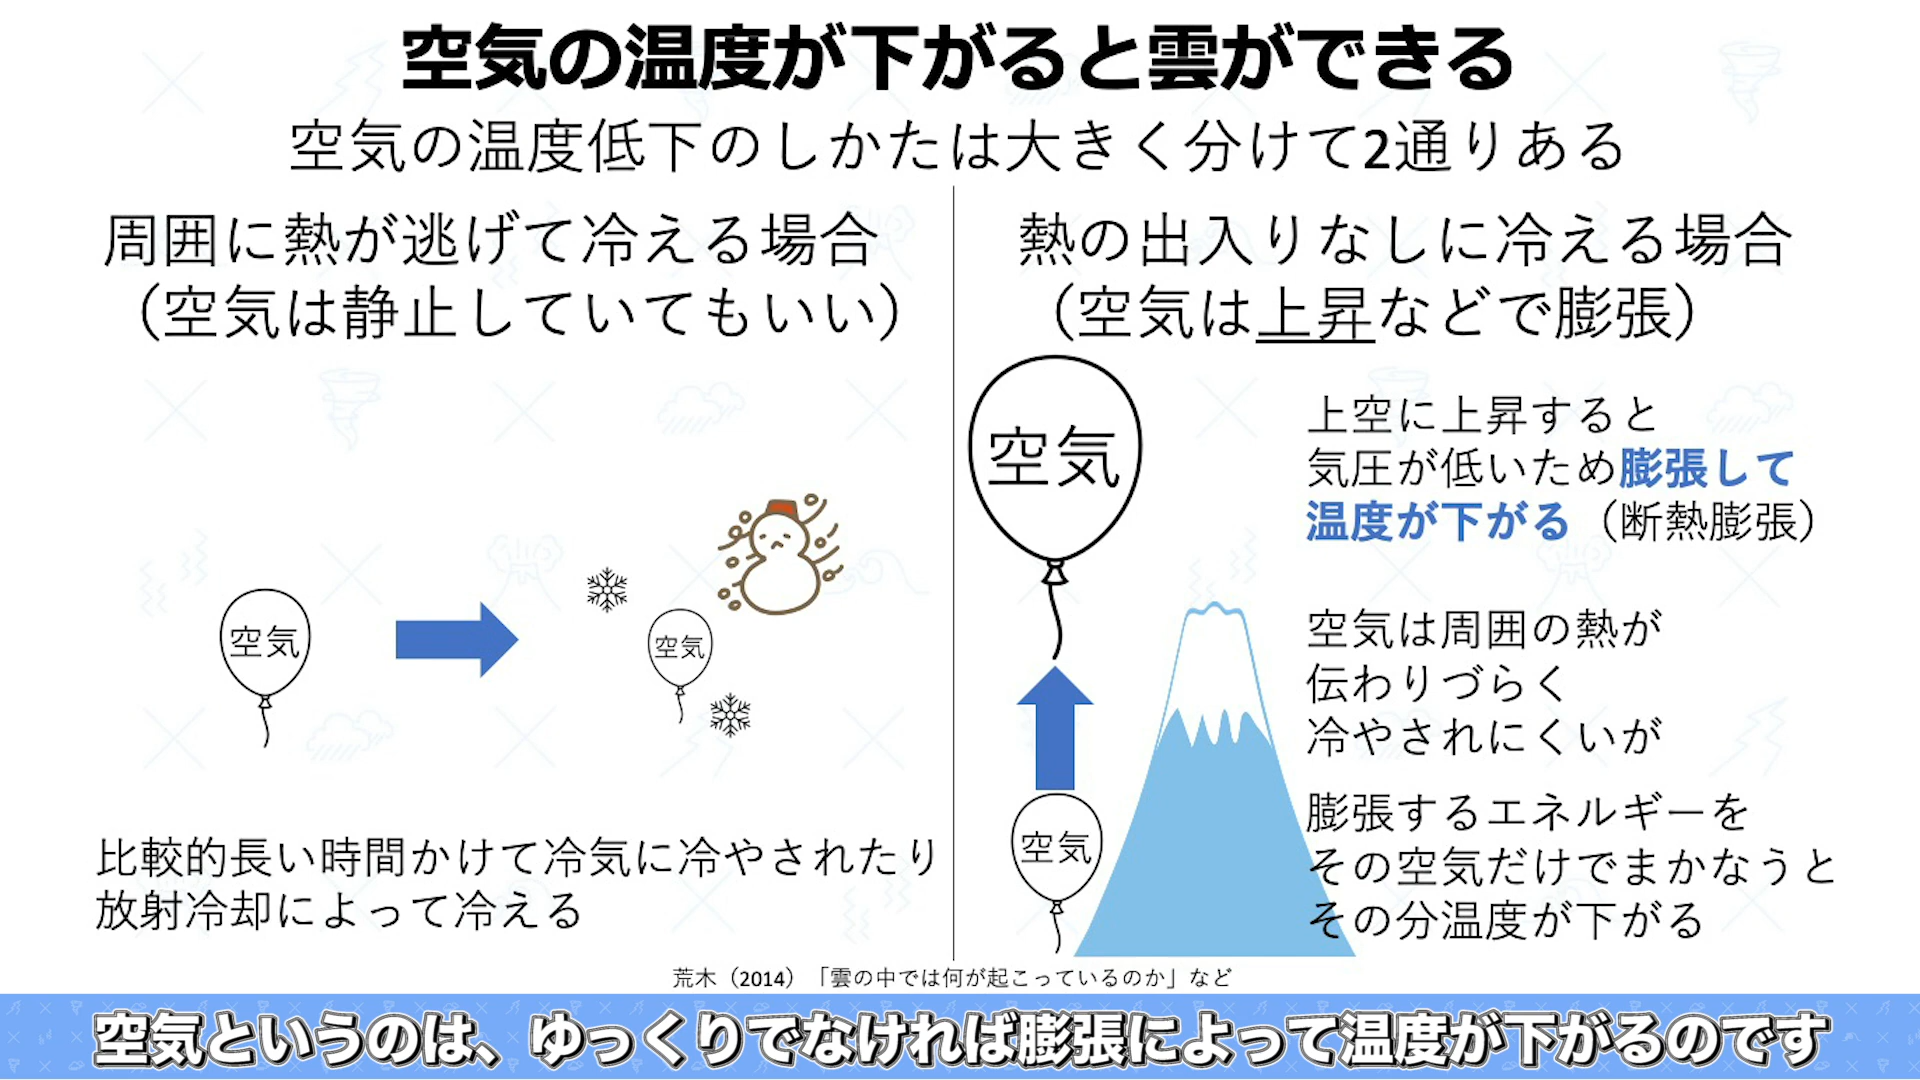 空気の温度が下がると雲ができる
空気の温度低下のしかたは大きく分けて2通りある
周囲に熱が逃げて冷える場合
（空気は静止していてもいい）
空気
空気
比較的長い時間かけて冷気に冷やされたり
放射冷却によって冷える
熱の出入りなしに冷える場合
（空気は上昇などで膨張）
空気
空気
上空に上昇すると
気圧が低いため膨張して
温度が下がる（断熱膨張）
空気は周囲の熱が
伝わりづらく
冷やされにくいが
膨張するエネルギーを
その空気だけでまかなうと
その分温度が下がる
荒木（2014）「雲の中では何が起こっているのか」など
空気というのは、ゆっくりでなければ膨張によって温度が下がるのです